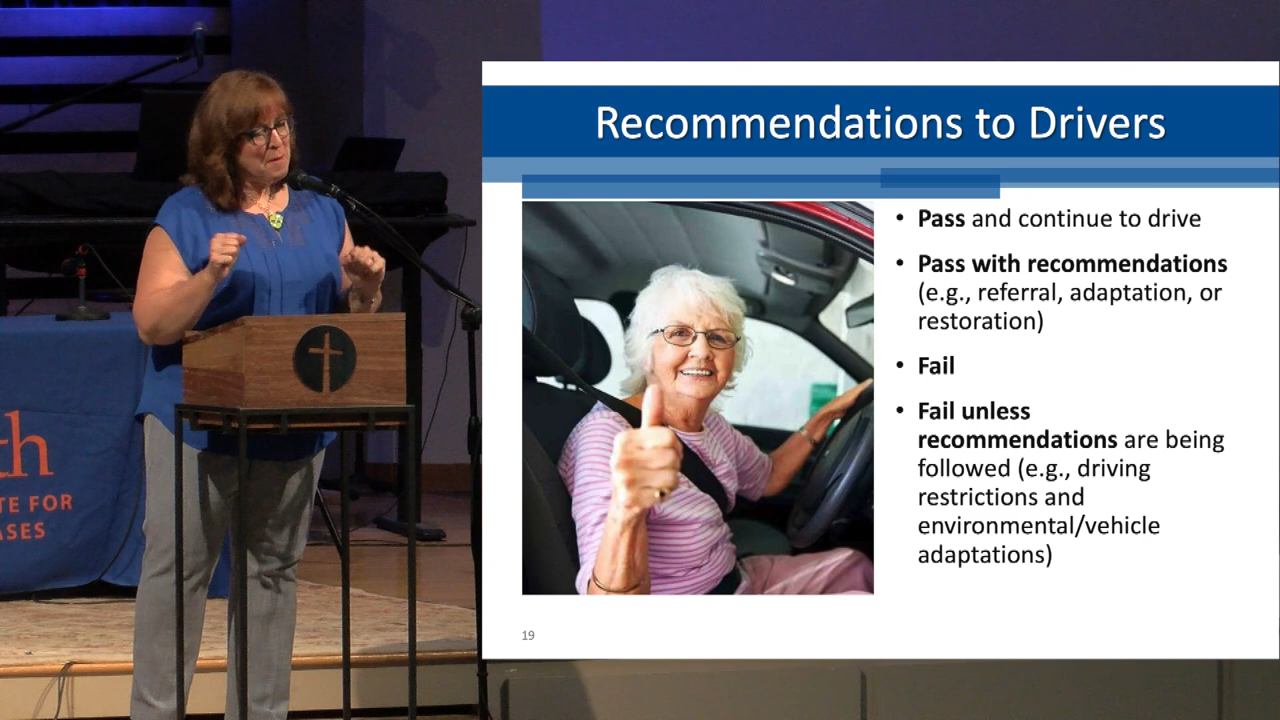 Recommendations to Drivers
• Pass and continue to drive
• Pass with recommendations
(e.g., referral, adaptation, or
restoration)
• Fail
• Fail unless
recommendations are being
followed (e.g., driving
restrictions and
environmental/vehicle
adaptations)
19
th
TE FOR
ASES